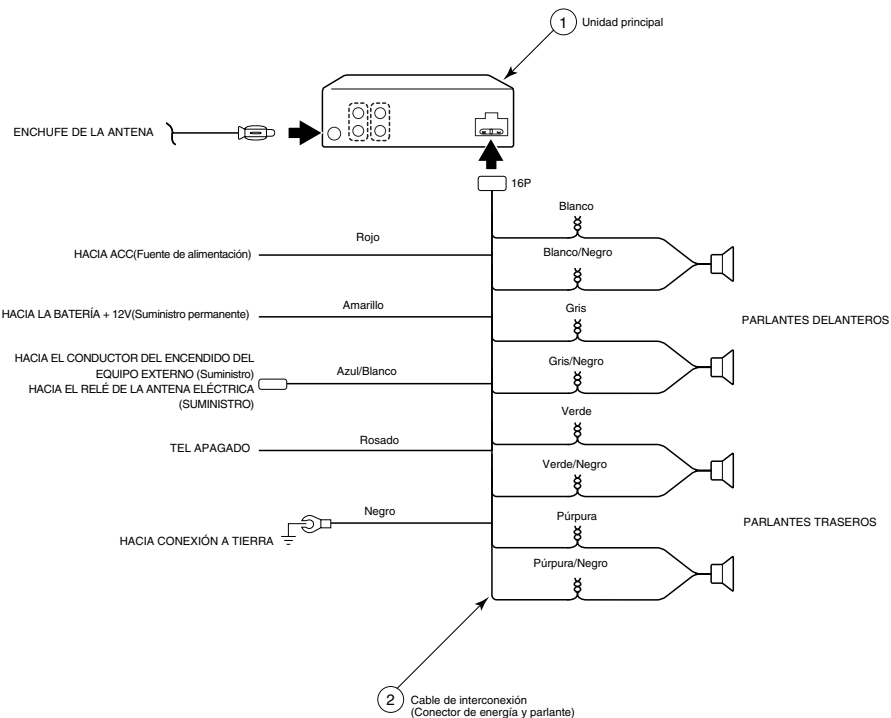 1 Unidad principal
ENCHUFE DE LA ANTENA
16P
Blanco
Rojo
HACIA ACC(Fuente de alimentación)
Blanco/Negro
Amarillo
HACIA LA BATERÍA + 12V(Suministro permanente)
Gris
PARLANTES DELANTEROS
HACIA EL CONDUCTOR DEL ENCENDIDO DEL
EQUIPO EXTERNO (Suministro)
HACIA EL RELÉ DE LA ANTENA ELÉCTRICA
(SUMINISTRO)
Azul/Blanco
Gris/Negro
Verde
Rosado
TEL APAGADO
Verde/Negro
Negro
HACIA CONEXIÓN A TIERRA
Púrpura
PARLANTES TRASEROS
Púrpura/Negro
2 Cable de interconexión
(Conector de energía y parlante)